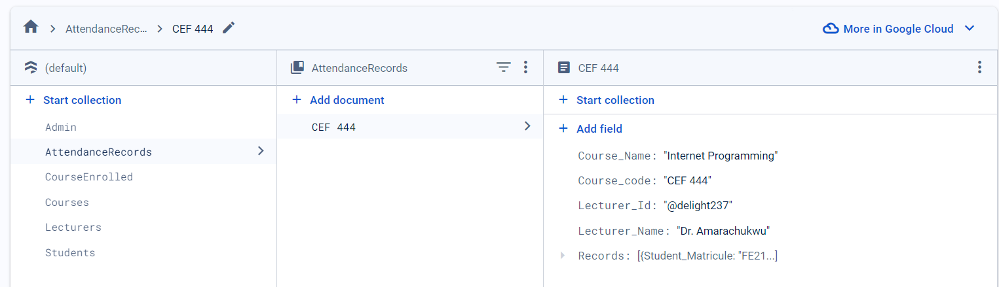 AttendanceRec... CEF 444 More in Google Cloud
(default)
Start collection
Admin
AttendanceRecords
CourseEnrolled
Courses
Lecturers
Students
AttendanceRecords
Add document
CEF 444
CEF 444
Start collection
Add field
Course_Name: "Internet Programming"
Course_code: "CEF 444"
Lecturer_Id: "@delight237"
Lecturer_Name: "Dr. Amarachukwu"
Records: [{Student_Matricule: "FE21...]